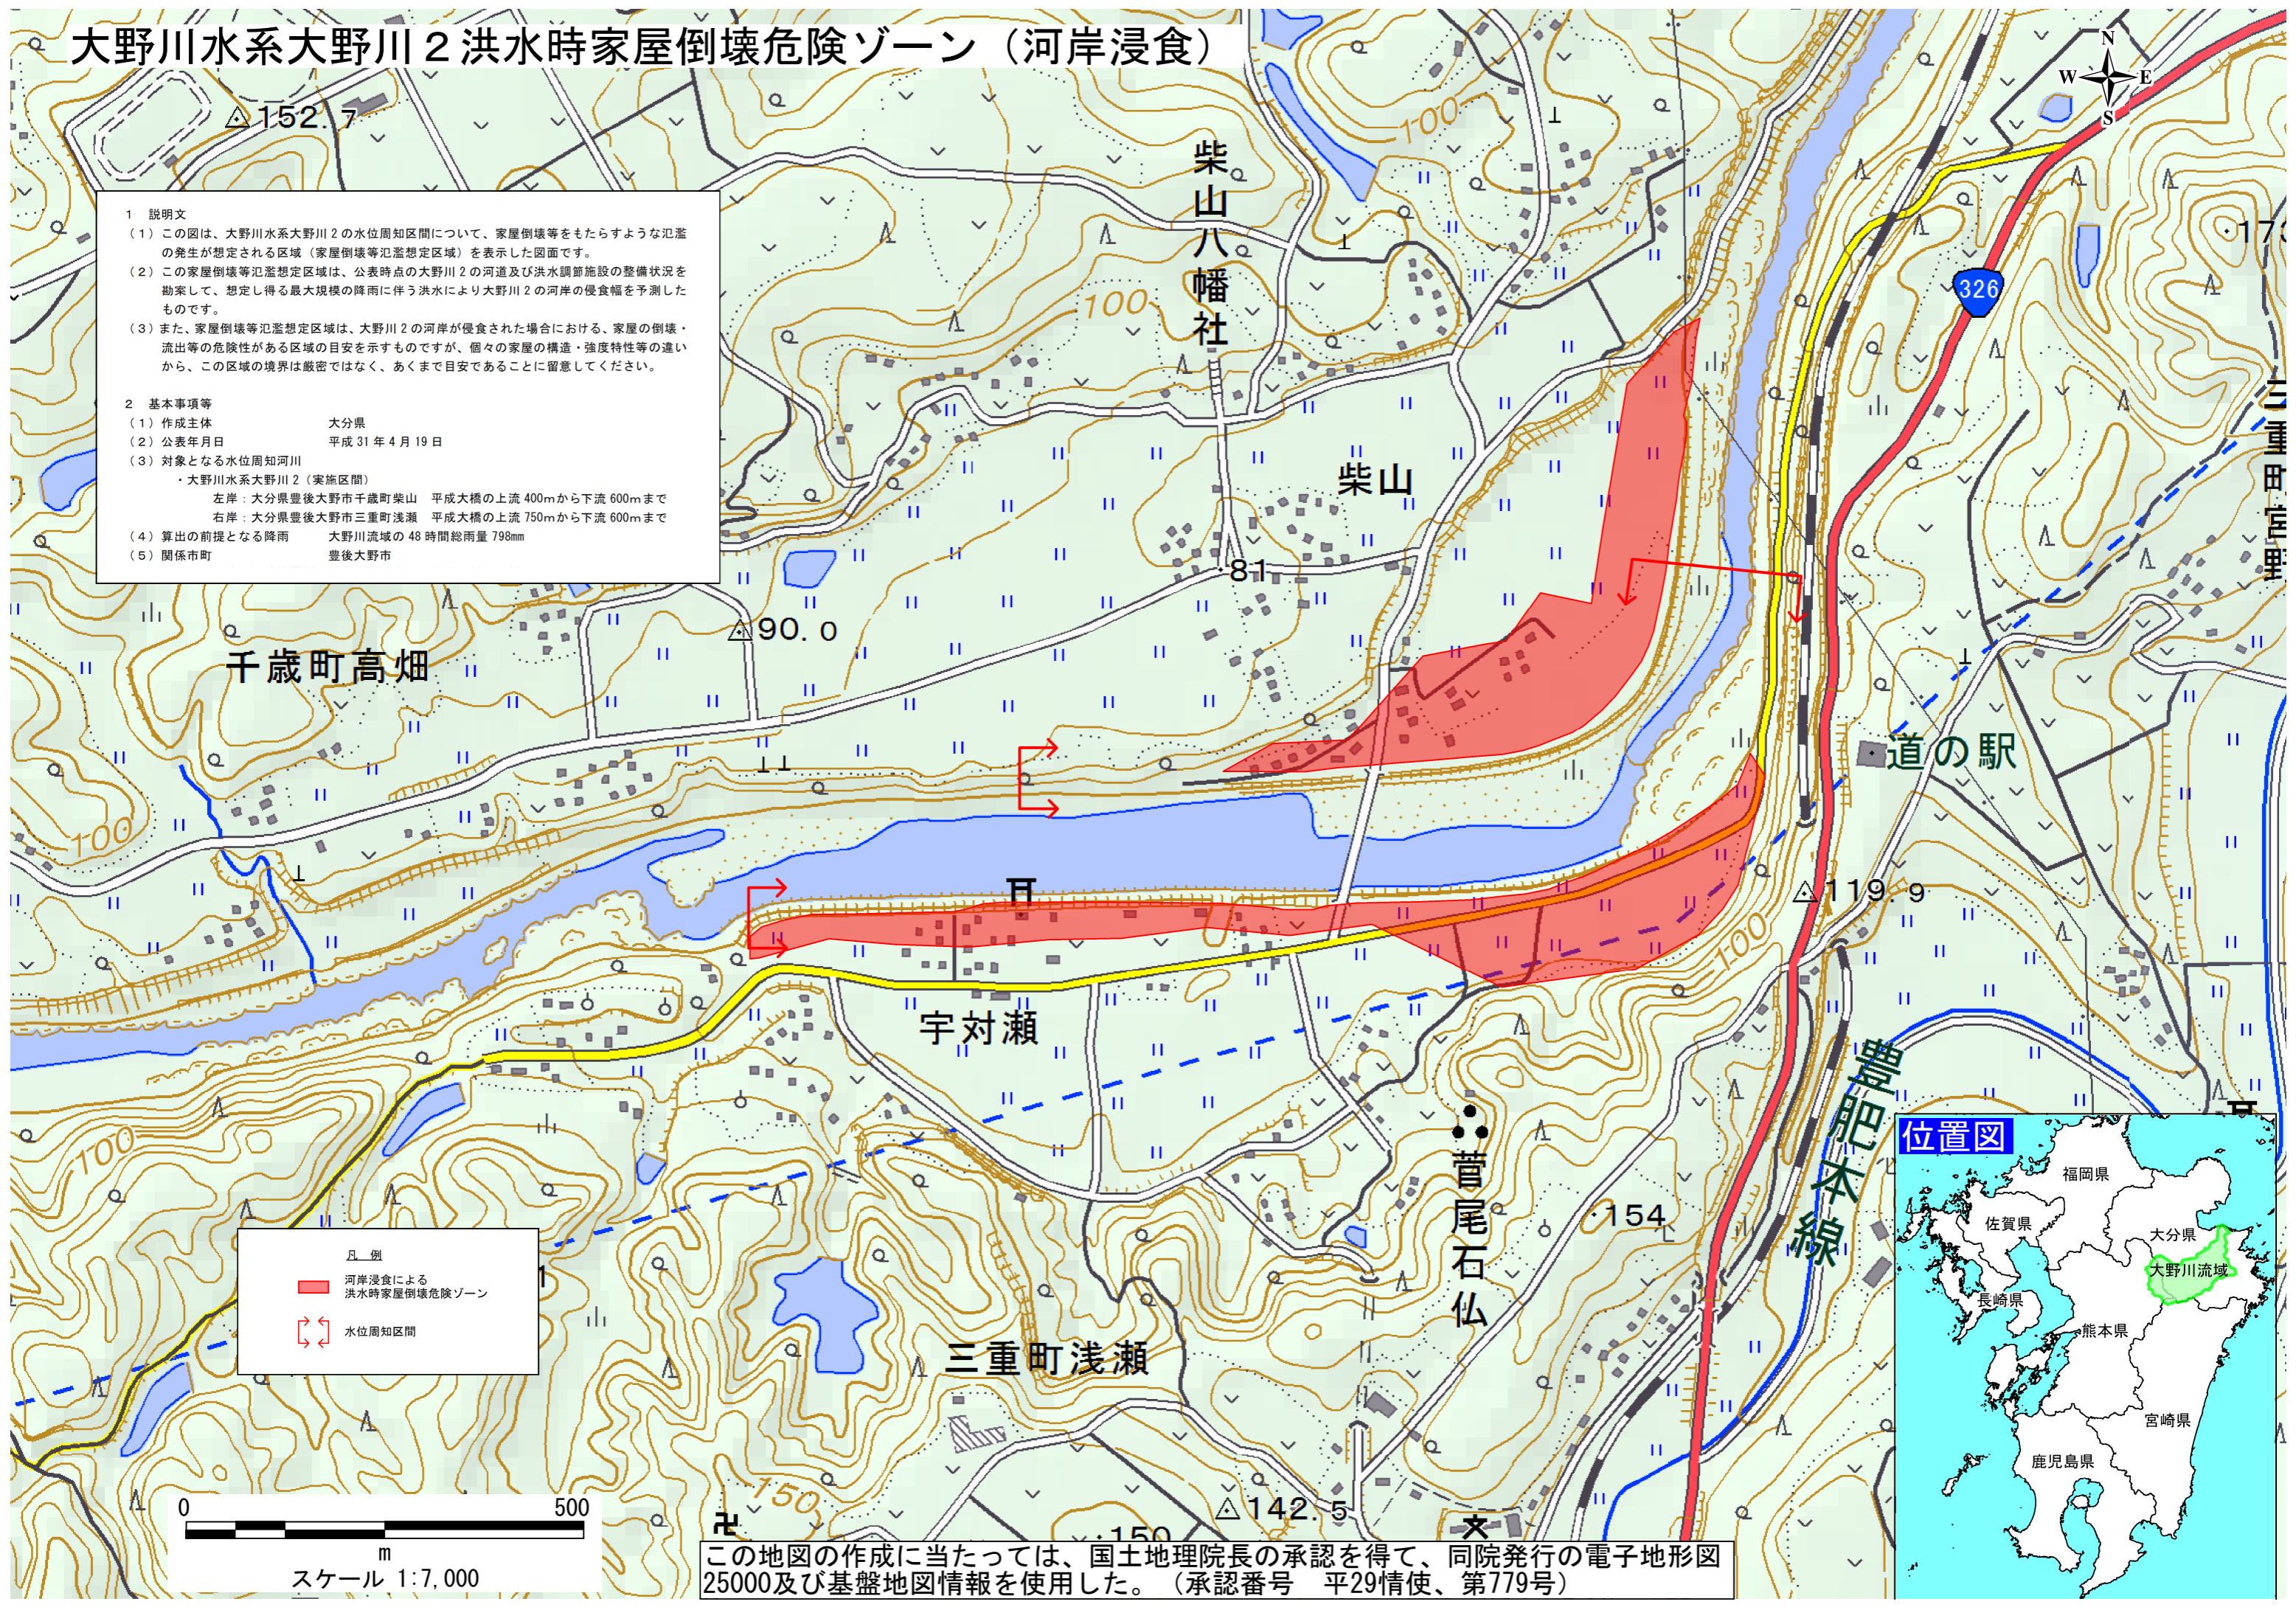 大野川水系大野川２洪水時家屋倒壊危険ゾーン（河岸浸食）
N
W E
S
152.7
100
柴山八幡社
173
326
1　説明文
（1）この図は、大野川水系大野川２の水位周知区間について、家屋倒壊等をもたらすような氾濫
の発生が想定される区域（家屋倒壊等氾濫想定区域）を表示した図面です。
（2）この家屋倒壊等氾濫想定区域は、公表時点の大野川２の河道及び洪水調節施設の整備状況を
勘案して、想定し得る最大規模の降雨に伴う洪水により大野川２の河岸の侵食幅を予測した
ものです。
（3）また、家屋倒壊等氾濫想定区域は、大野川２の河岸が侵食された場合における、家屋の倒壊・
流出等の危険性がある区域の目安を示すものですが、個々の家屋の構造・強度特性等の違い
から、この区域の境界は厳密ではなく、あくまで目安であることに留意してください。
2　基本事項等
（1）作成主体　大分県
（2）公表年月日　平成31年4月19日
（3）対象となる水位周知河川
・大野川水系大野川２（実施区間）
左岸：大分県豊後大野市千歳町柴山　平成大橋の上流400mから下流600mまで
右岸：大分県豊後大野市三重町浅瀬　平成大橋の上流750mから下流600mまで
（4）算出の前提となる降雨　大野川流域の48時間総雨量798mm
（5）関係市町　豊後大野市
100
三重町宮野
柴山
81
90.0
千歳町高畑
道の駅
100
119.9
100
宇対瀬
豊肥本線
100
菅尾石仏
154
三重町浅瀬
150
142.5
150
凡　例
河岸浸食による
洪水時家屋倒壊危険ゾーン
水位周知区間
1
位置図
福岡県
佐賀県
大分県
大野川流域
長崎県
熊本県
宮崎県
鹿児島県
0 500
m
スケール 1:7,000
この地図の作成に当たっては、国土地理院長の承認を得て、同院発行の電子地形図
25000及び基盤地図情報を使用した。（承認番号　平29情使、第779号）